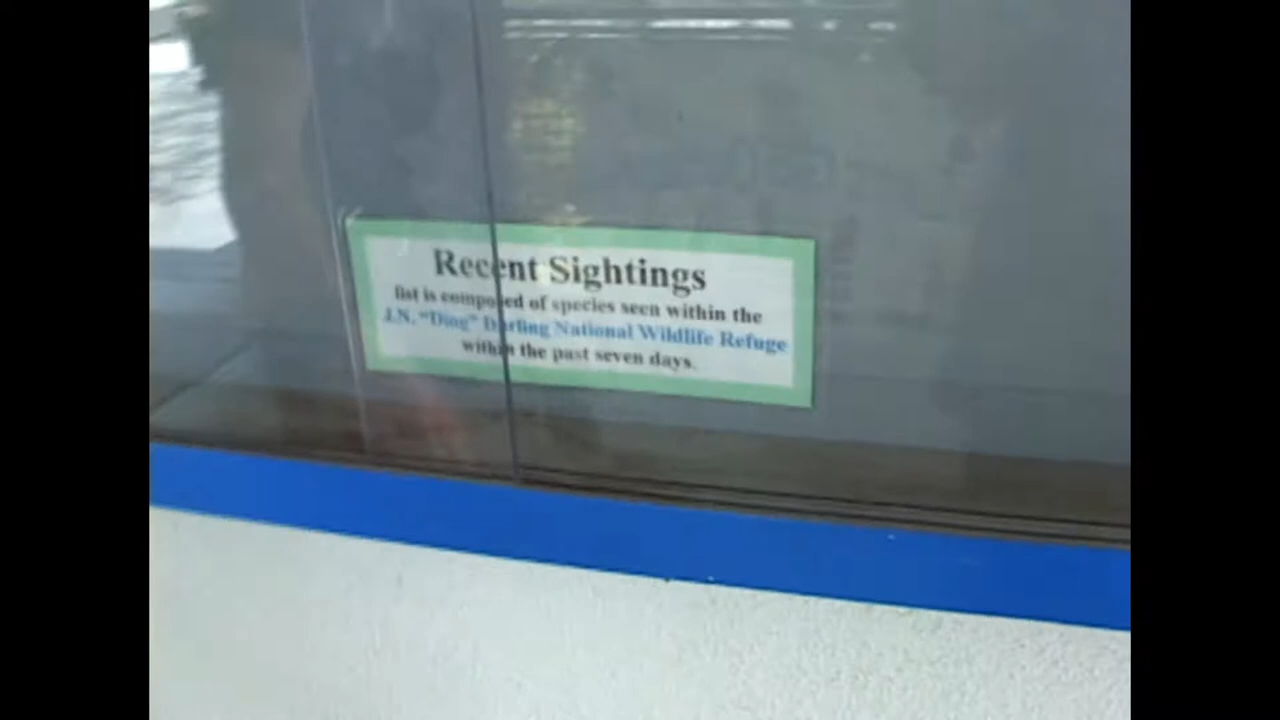 Recent Sightings
list is composed of species seen within the
J.N. "Ding" Darling National Wildlife Refuge
within the past seven days.